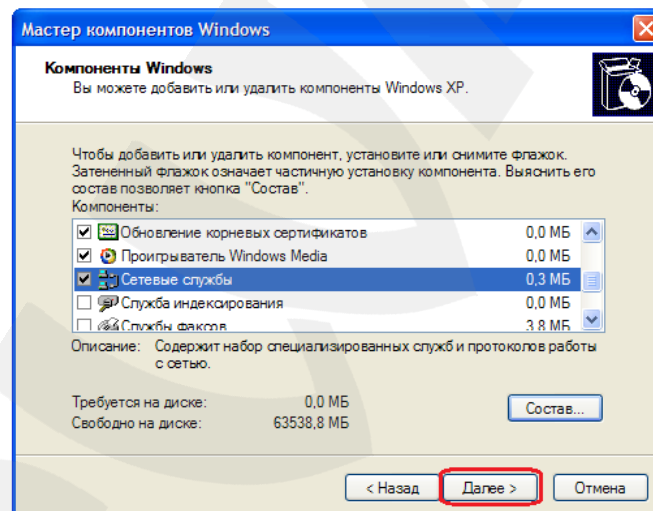 Мастер компонентов Windows
Компоненты Windows
Вы можете добавить или удалить компоненты Windows XP.
Чтобы добавить или удалить компонент, установите или снимите флажок.
Затененный флажок означает частичную установку компонента. Выяснить его
состав позволяет кнопка "Состав".
Компоненты:
Обновление корневых сертификатов 0,0 МБ
Проигрыватель Windows Media 0,0 МБ
Сетевые службы 0,3 МБ
Служба индексирования 0,0 МБ
Службы факсов 3,8 МБ
Описание: Содержит набор специализированных служб и протоколов работы
с сетью.
Требуется на диске: 0,0 МБ
Свободно на диске: 63538,8 МБ
Состав...
< Назад Далее > Отмена